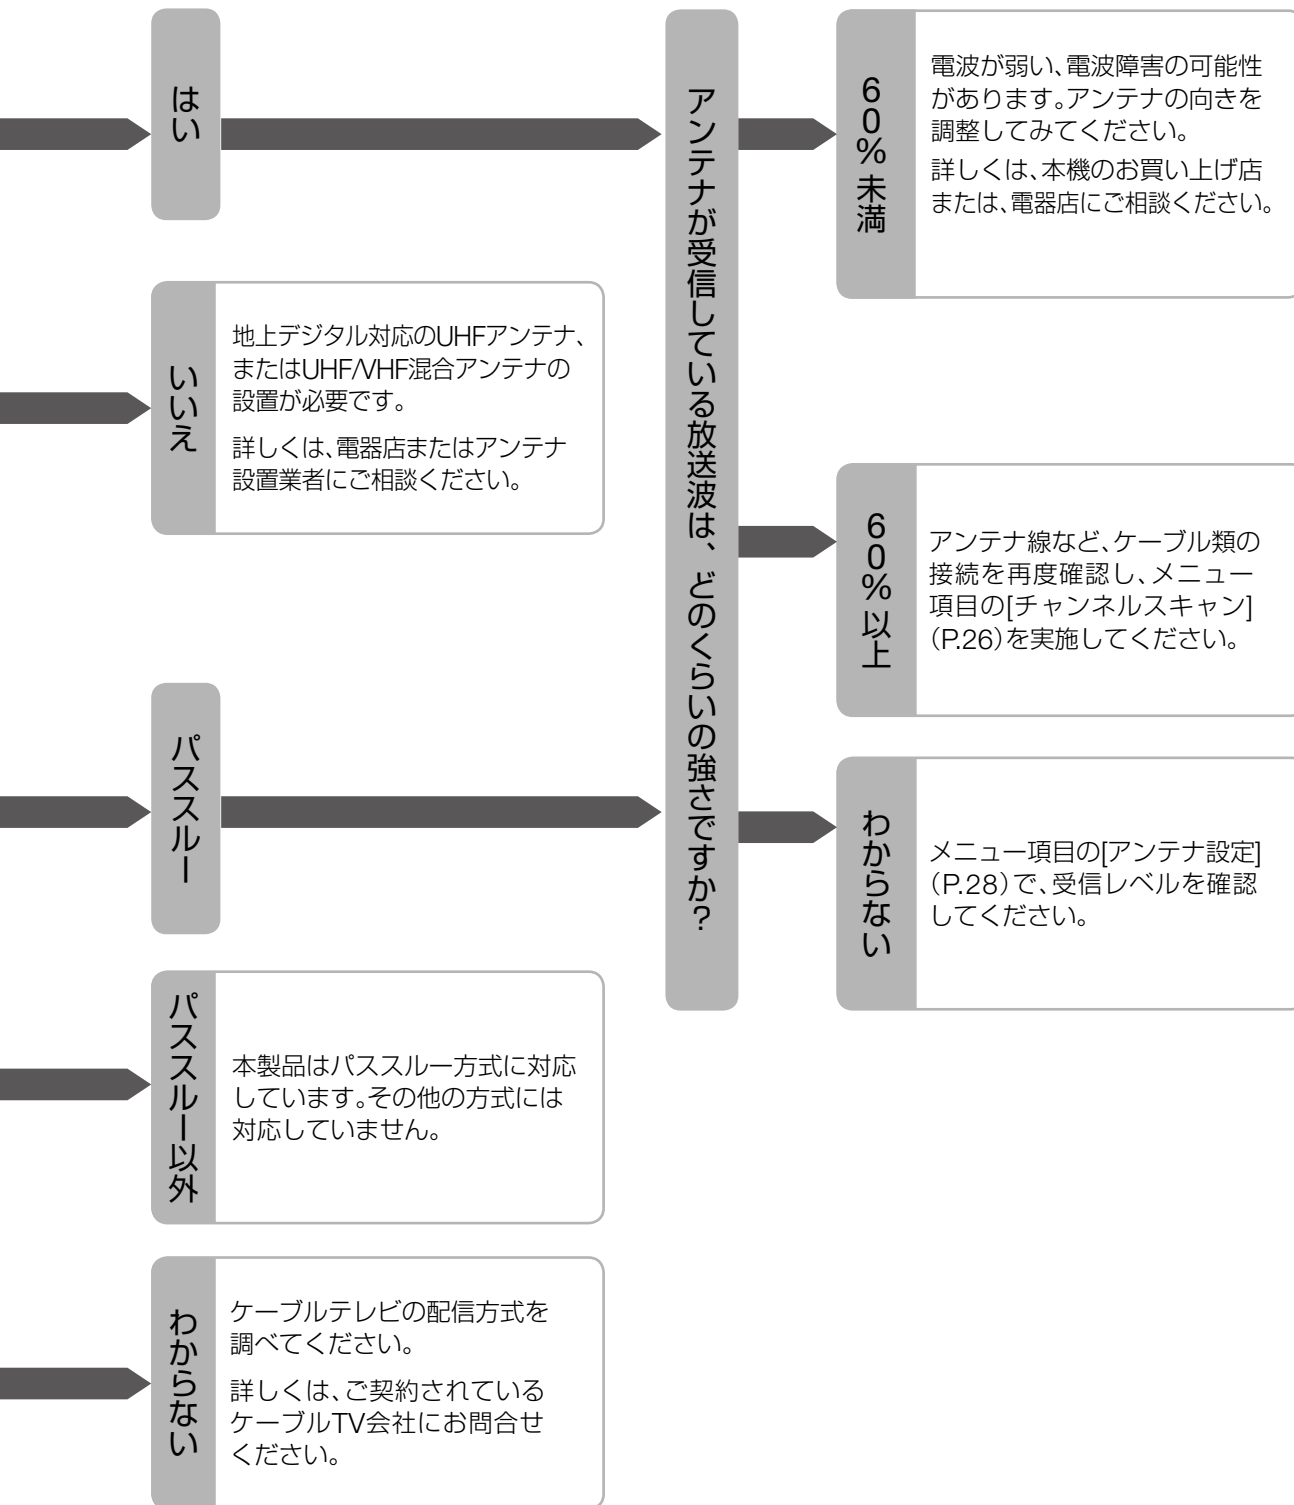 はい
いいえ
地上デジタル対応のUHFアンテナ、
またはUHF/VHF混合アンテナの
設置が必要です。
詳しくは、電器店またはアンテナ
設置業者にご相談ください。
パススルー
パススルー以外
本製品はパススルー方式に対応
しています。その他の方式には
対応していません。
わからない
ケーブルテレビの配信方式を
調べてください。
詳しくは、ご契約されている
ケーブルTV会社にお問合せ
ください。
アンテナが受信している放送波は、どのくらいの強さですか?
60%未満
電波が弱い、電波障害の可能性
があります。アンテナの向きを
調整してみてください。
詳しくは、本機のお買い上げ店
または、電器店にご相談ください。
60%以上
アンテナ線など、ケーブル類の
接続を再度確認し、メニュー
項目の[チャンネルスキャン]
(P.26)を実施してください。
わからない
メニュー項目の[アンテナ設定]
(P.28)で、受信レベルを確認
してください。